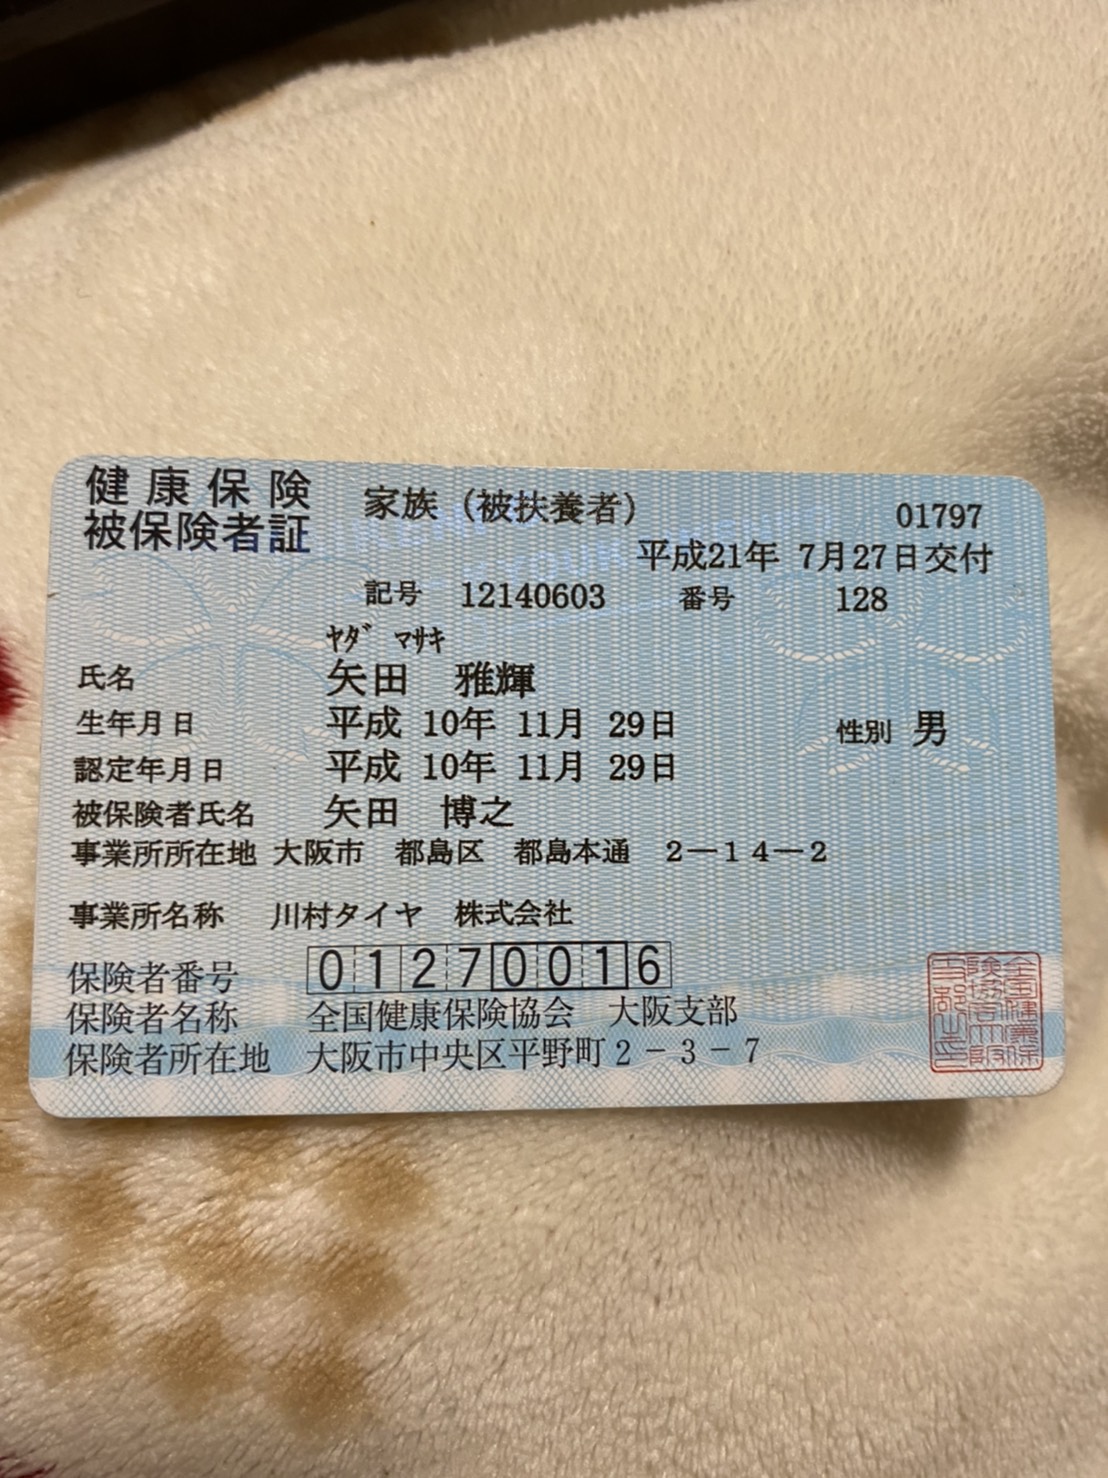 健康保険 家族（被扶養者） 01797
被保険者証 平成21年 7月27日交付
記号 12140603 番号 128
ﾔﾀﾞ ﾏｻｷ
氏名 矢田 雅輝
生年月日 平成 10年 11月 29日 性別 男
認定年月日 平成 10年 11月 29日
被保険者氏名 矢田 博之
事業所所在地 大阪市 都島区 都島本通 ２－１４－２
事業所名称 川村タイヤ 株式会社
保険者番号 01270016
保険者名称 全国健康保険協会 大阪支部
保険者所在地 大阪市中央区平野町２－３－７